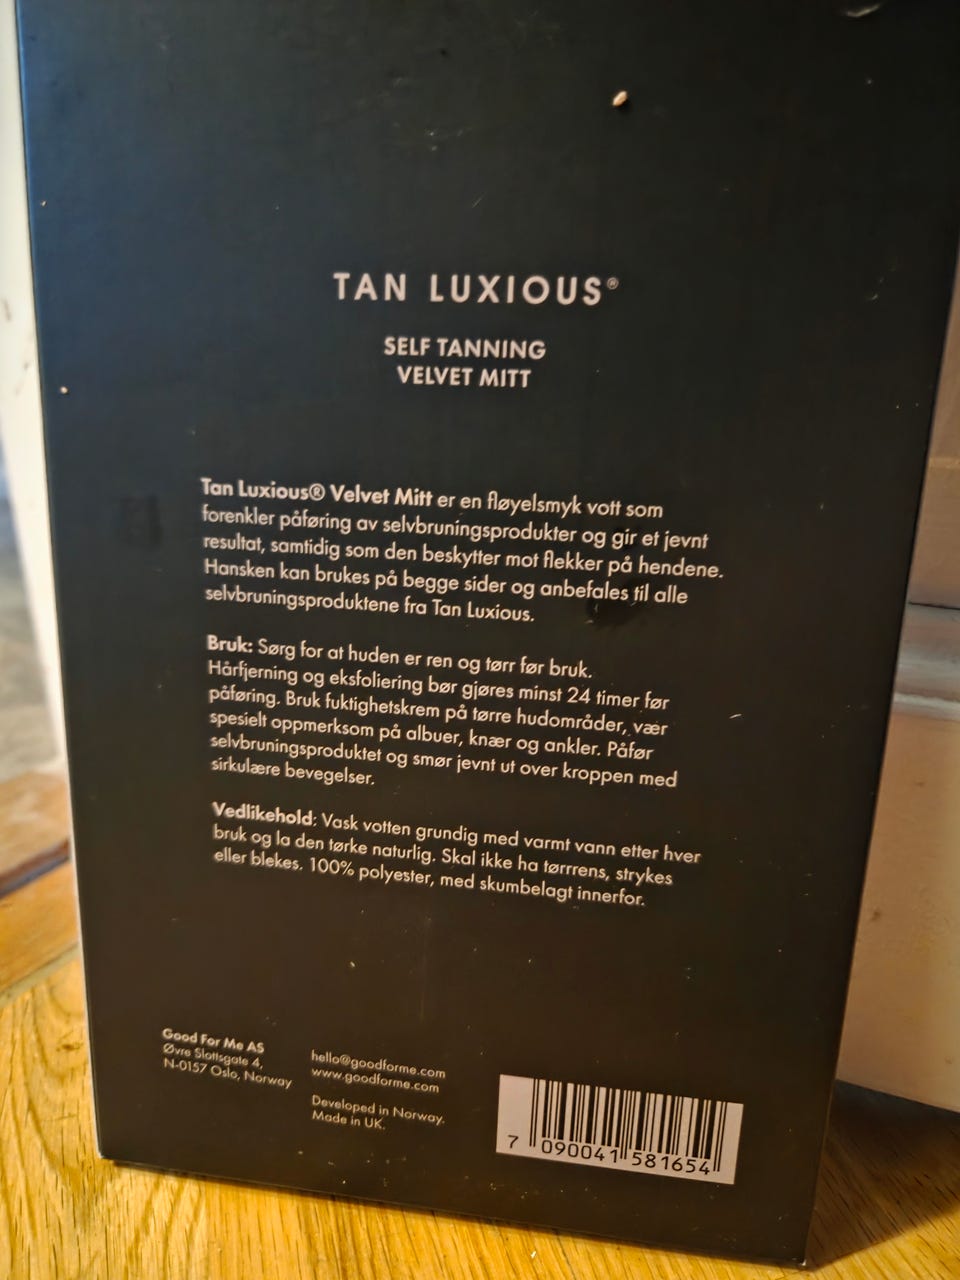 TAN LUXIOUS®
SELF TANNING
VELVET MITT
Tan Luxious® Velvet Mitt er en fløyelsmyk vott som
forenkler påføring av selvbruningsprodukter og gir et jevnt
resultat, samtidig som den beskytter mot flekker på hendene.
Hansken kan brukes på begge sider og anbefales til alle
selvbruningsproduktene fra Tan Luxious.
Bruk: Sørg for at huden er ren og tørr før bruk.
Hårfjerning og eksfoliering bør gjøres minst 24 timer før
påføring. Bruk fuktighetskrem på tørre hudområder, vær
spesielt oppmerksom på albuer, knær og ankler. Påfør
selvbruningsproduktet og smør jevnt ut over kroppen med
sirkulære bevegelser.
Vedlikehold: Vask votten grundig med varmt vann etter hver
bruk og la den tørke naturlig. Skal ikke ha tørrrens, strykes
eller blekes. 100% polyester, med skumbelagt innerfor.
Good For Me AS
Øvre Slottsgate 4,
N-0157 Oslo, Norway
hello@goodforme.com
www.goodforme.com
Developed in Norway.
Made in UK.
7 090041 581654